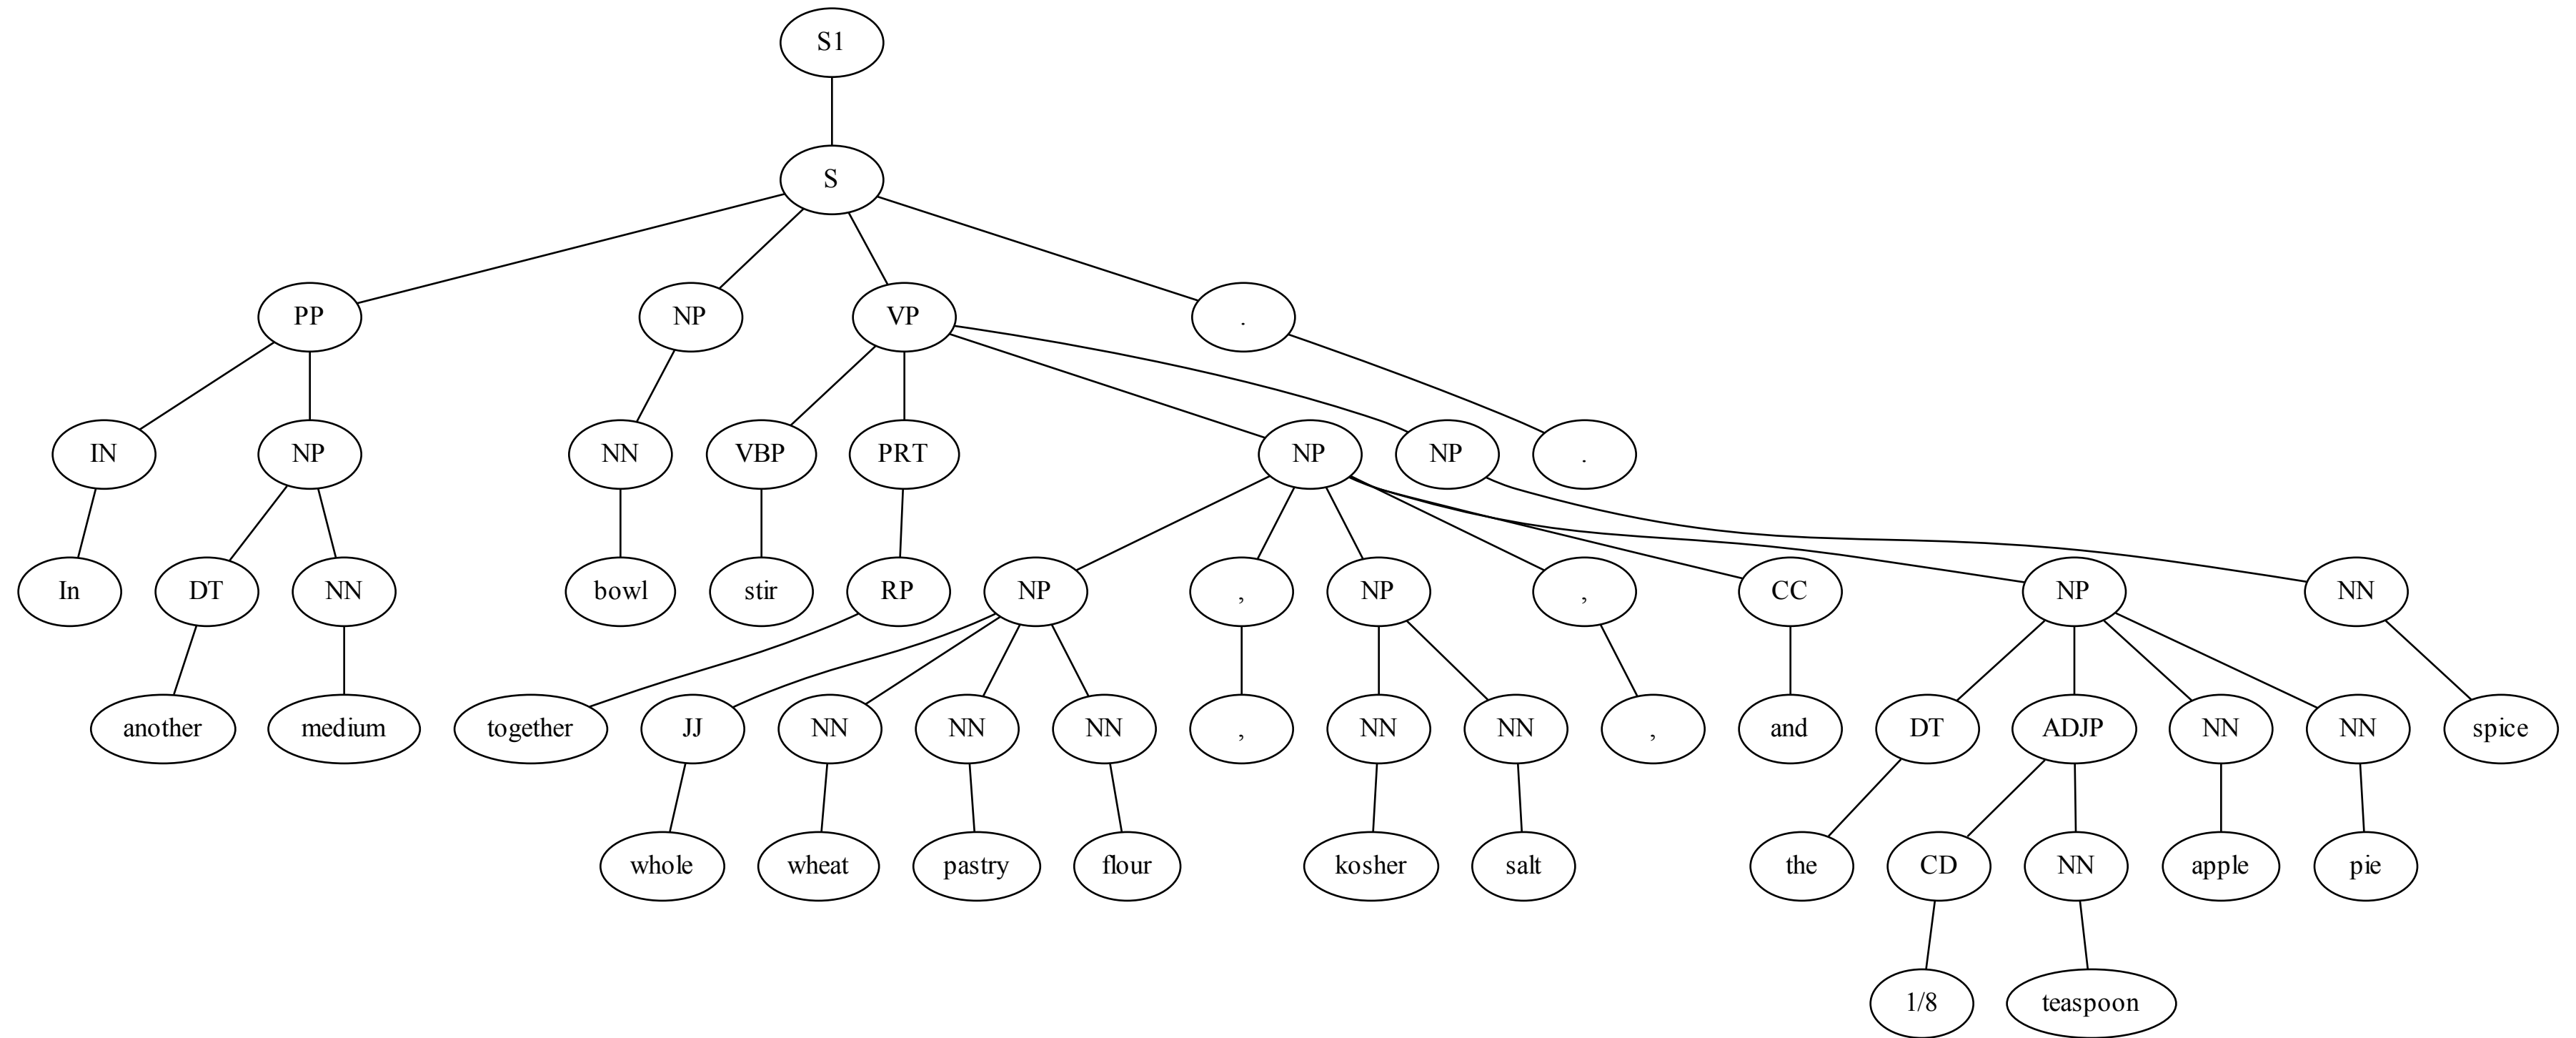 S1
S
PP NP VP .
IN NP NN VBP PRT NP NP .
In DT NN bowl stir RP NP , NP , CC NP NN
another medium together JJ NN NN NN , NN NN , and DT ADJP NN NN spice
whole wheat pastry flour kosher salt the CD NN apple pie
1/8 teaspoon